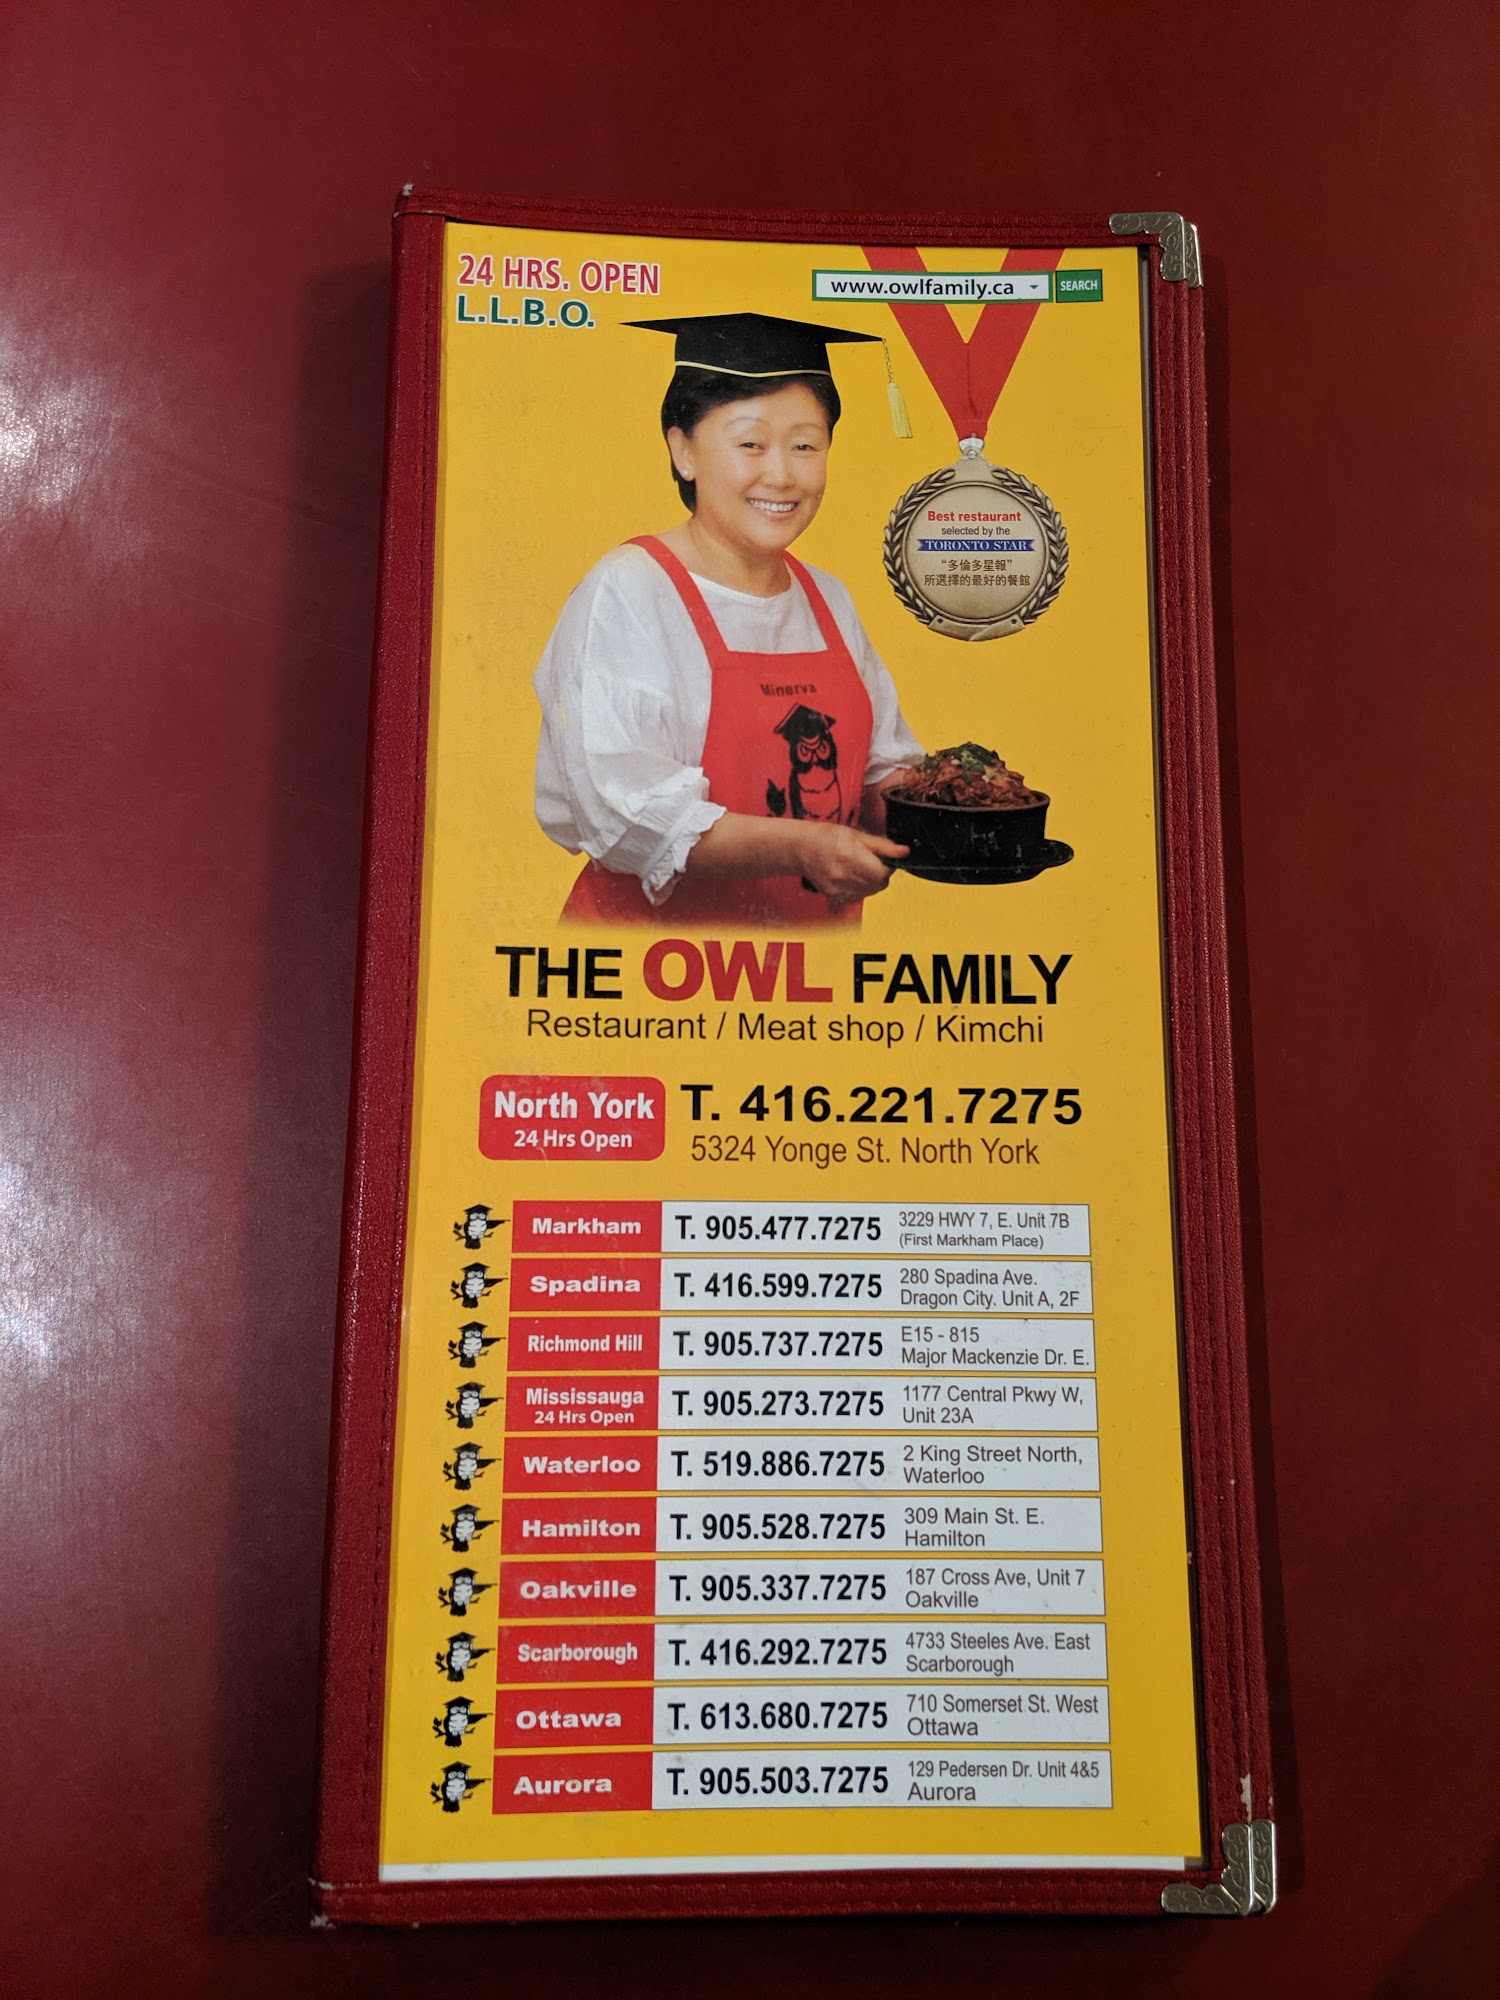 24 HRS. OPEN
L.L.B.O.
www.owlfamily.ca
SEARCH
Best restaurant
selected by the
TORONTO STAR
“多倫多星報”
所選擇的最好的餐館
Minerva
THE OWL FAMILY
Restaurant / Meat shop / Kimchi
North York
24 Hrs Open
T. 416.221.7275
5324 Yonge St. North York
Markham
T. 905.477.7275
3229 HWY 7, E. Unit 7B
(First Markham Place)
Spadina
T. 416.599.7275
280 Spadina Ave.
Dragon City. Unit A, 2F
Richmond Hill
T. 905.737.7275
E15 - 815
Major Mackenzie Dr. E.
Mississauga
24 Hrs Open
T. 905.273.7275
1177 Central Pkwy W,
Unit 23A
Waterloo
T. 519.886.7275
2 King Street North,
Waterloo
Hamilton
T. 905.528.7275
309 Main St. E.
Hamilton
Oakville
T. 905.337.7275
187 Cross Ave, Unit 7
Oakville
Scarborough
T. 416.292.7275
4733 Steeles Ave. East
Scarborough
Ottawa
T. 613.680.7275
710 Somerset St. West
Ottawa
Aurora
T. 905.503.7275
129 Pedersen Dr. Unit 4&5
Aurora